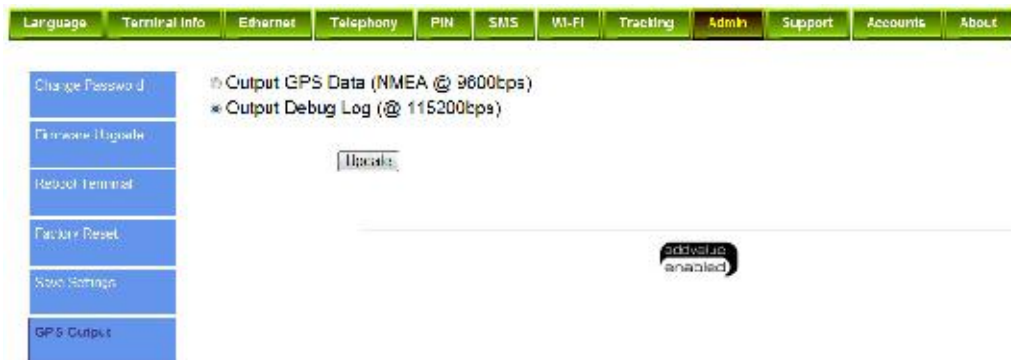 Language Terminal Info Ethernet Telephony PIN SMS Wi-Fi Tracking Admin Support Accounts About
Change Password
Firmware Upgrade
Reboot Terminal
Factory Reset
Save Settings
GPS Output
Output GPS Data (NMEA @ 9600bps)
Output Debug Log (@ 115200bps)
Update
addvalue
enabled